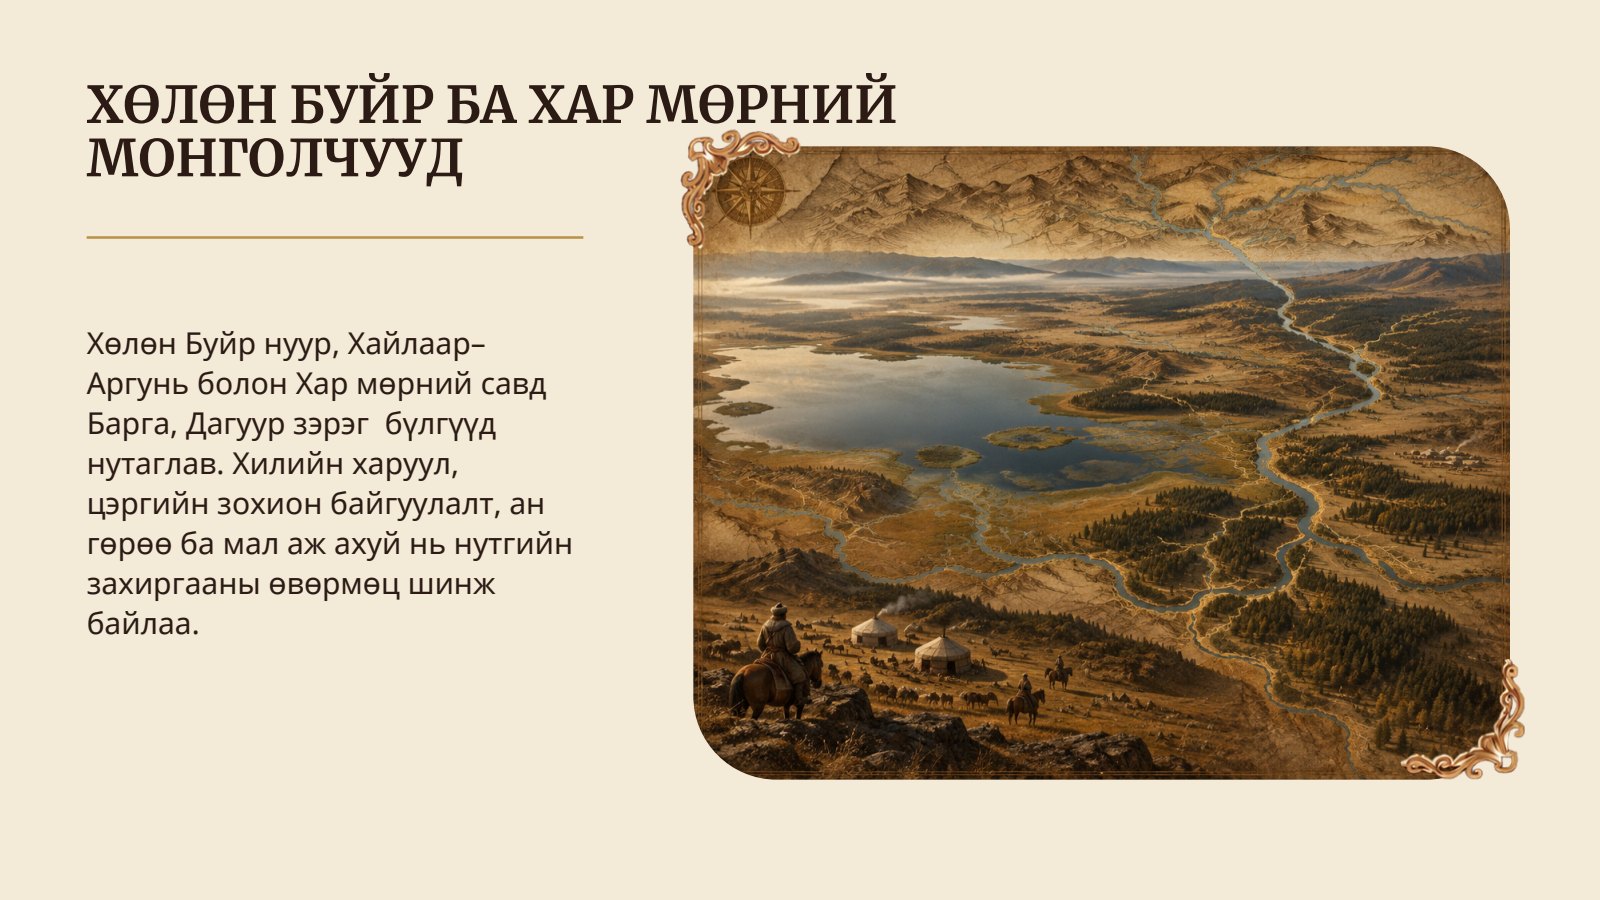 ХӨЛӨН БУЙР БА ХАР МӨРНИЙ
МОНГОЛЧУУД
Хөлөн Буйр нуур, Хайлаар–
Аргунь болон Хар мөрний савд
Барга, Дагуур зэрэг  бүлгүүд
нутаглав. Хилийн харуул,
цэргийн зохион байгуулалт, ан
гөрөө ба мал аж ахуй нь нутгийн
захиргааны өвөрмөц шинж
байлаа.